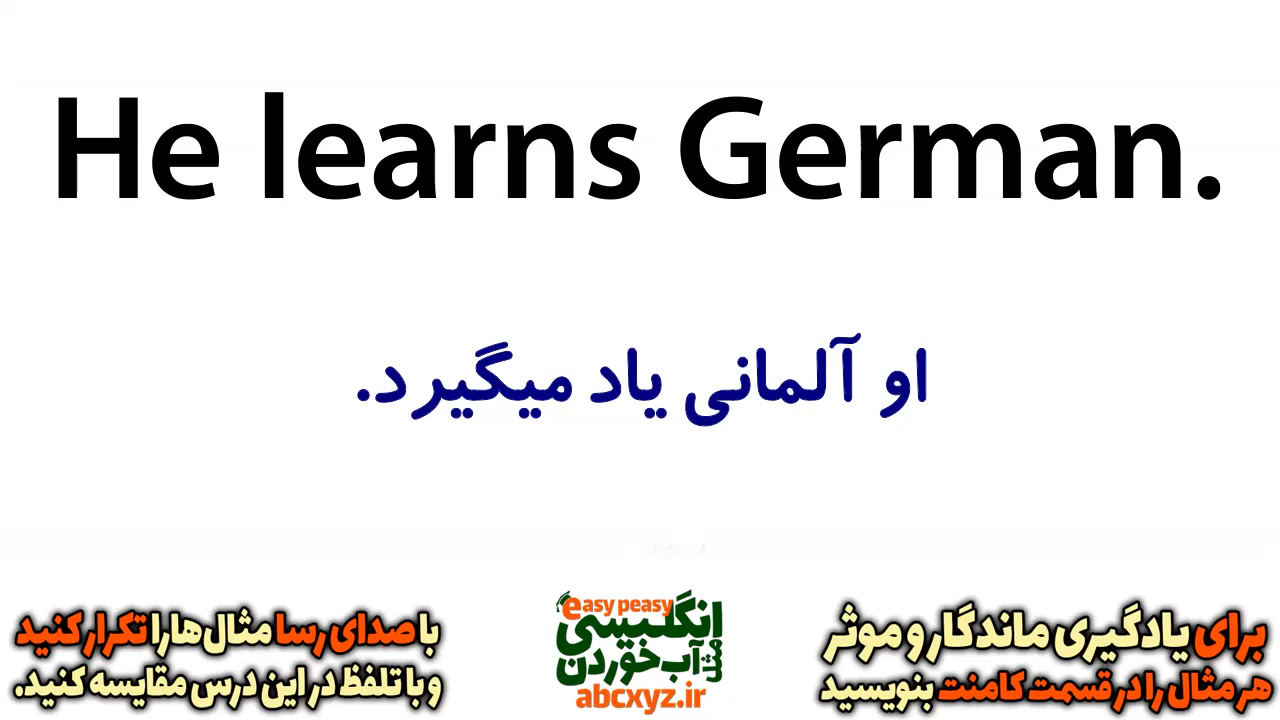 He learns German.
او آلمانی یاد میگیرد.
برای یادگیری ماندگار و موثر
هر مثال را در قسمت کامنت بنویسید
easy peasy
انگلیسی
مثل آب خوردن
abcxyz.ir
با صدای رسا مثال‌ها را تکرار کنید
و با تلفظ در این درس مقایسه کنید.